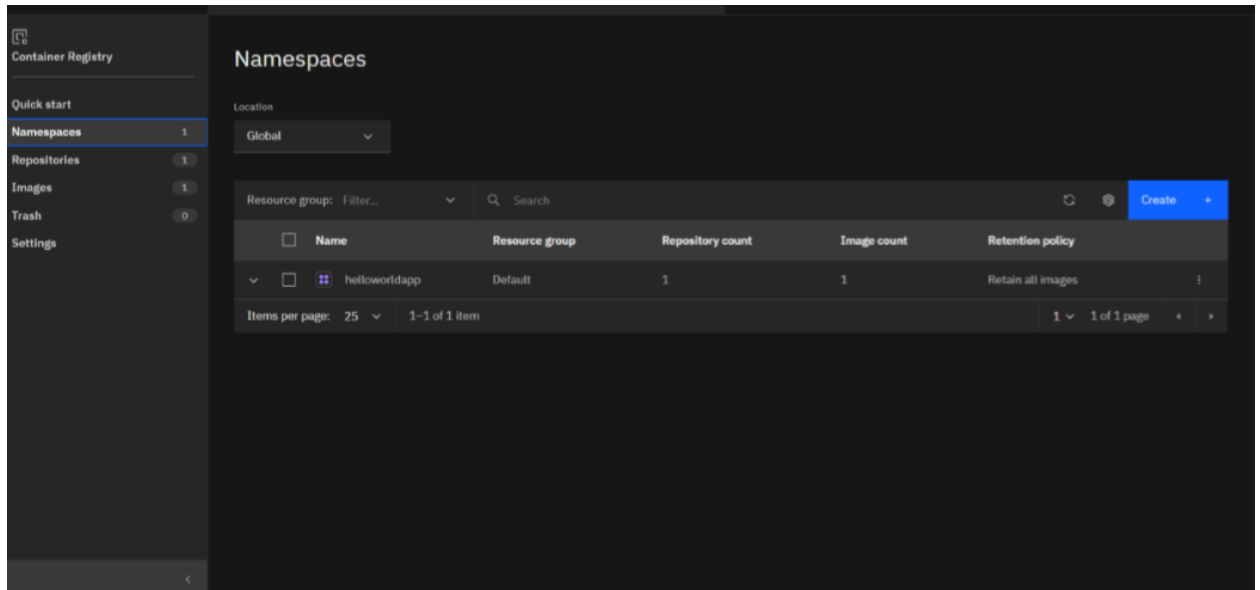 Container Registry
Quick start
Namespaces 1
Repositories 1
Images 1
Trash 0
Settings
Namespaces
Location
Global
Resource group: Filter... Search Create +
Name Resource group Repository count Image count Retention policy
helloworldapp Default 1 1 Retain all images
Items per page: 25 1–1 of 1 item 1 1 of 1 page